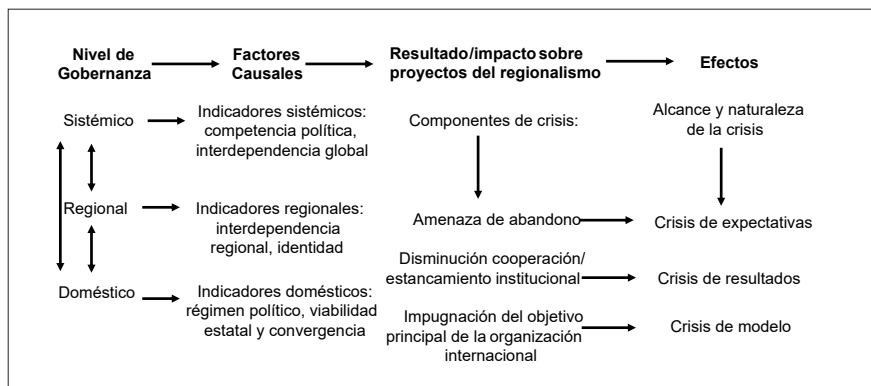 Nivel de
Gobernanza
Factores
Causales
Resultado/impacto sobre
proyectos del regionalismo
Efectos
Sistémico
Indicadores sistémicos:
competencia política,
interdependencia global
Componentes de crisis:
Alcance y naturaleza
de la crisis
Regional
Indicadores regionales:
interdependencia
regional, identidad
Amenaza de abandono
Crisis de expectativas
Disminución cooperación/
estancamiento institucional
Crisis de resultados
Doméstico
Indicadores domésticos:
régimen político, viabilidad
estatal y convergencia
Impugnación del objetivo
principal de la organización
internacional
Crisis de modelo